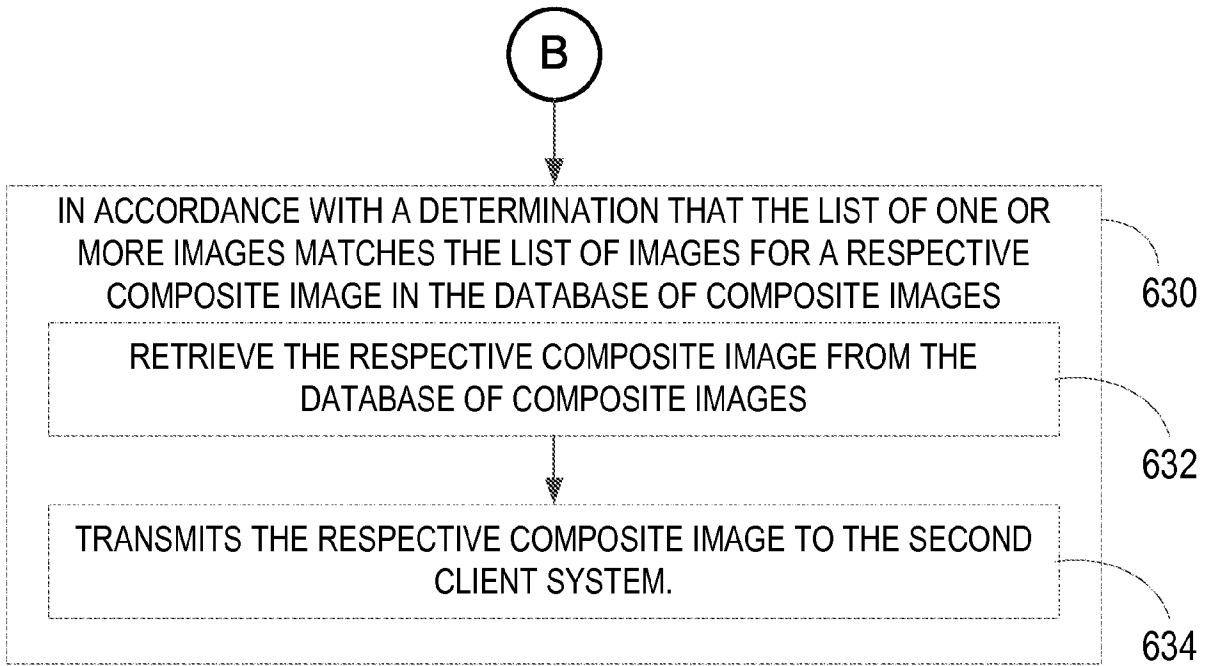 B
IN ACCORDANCE WITH A DETERMINATION THAT THE LIST OF ONE OR
MORE IMAGES MATCHES THE LIST OF IMAGES FOR A RESPECTIVE
COMPOSITE IMAGE IN THE DATABASE OF COMPOSITE IMAGES
630
RETRIEVE THE RESPECTIVE COMPOSITE IMAGE FROM THE
DATABASE OF COMPOSITE IMAGES
632
TRANSMITS THE RESPECTIVE COMPOSITE IMAGE TO THE SECOND
CLIENT SYSTEM.
634